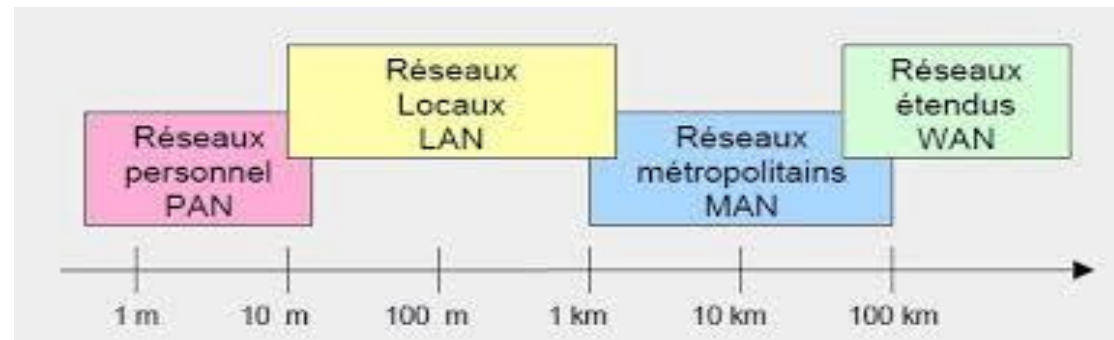 Réseaux
personnel
PAN
Réseaux
Locaux
LAN
Réseaux
métropolitains
MAN
Réseaux
étendus
WAN
1 m
10 m
100 m
1 km
10 km
100 km